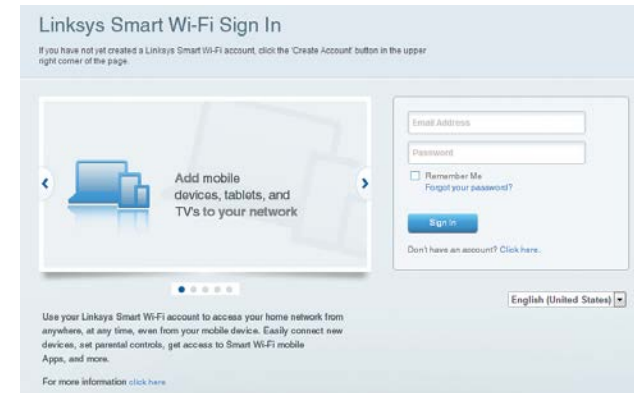 Linksys Smart Wi-Fi Sign In
If you have not yet created a Linksys Smart Wi-Fi account, click the 'Create Account' button in the upper
right corner of the page.
Add mobile
devices, tablets, and
TV's to your network
Email Address
Password
Remember Me
Forgot your password?
Sign In
Don't have an account? Click here.
English (United States)
Use your Linksys Smart Wi-Fi account to access your home network from
anywhere, at any time, even from your mobile device. Easily connect new
devices, set parental controls, get access to Smart Wi-Fi mobile
Apps, and more.
For more information click here